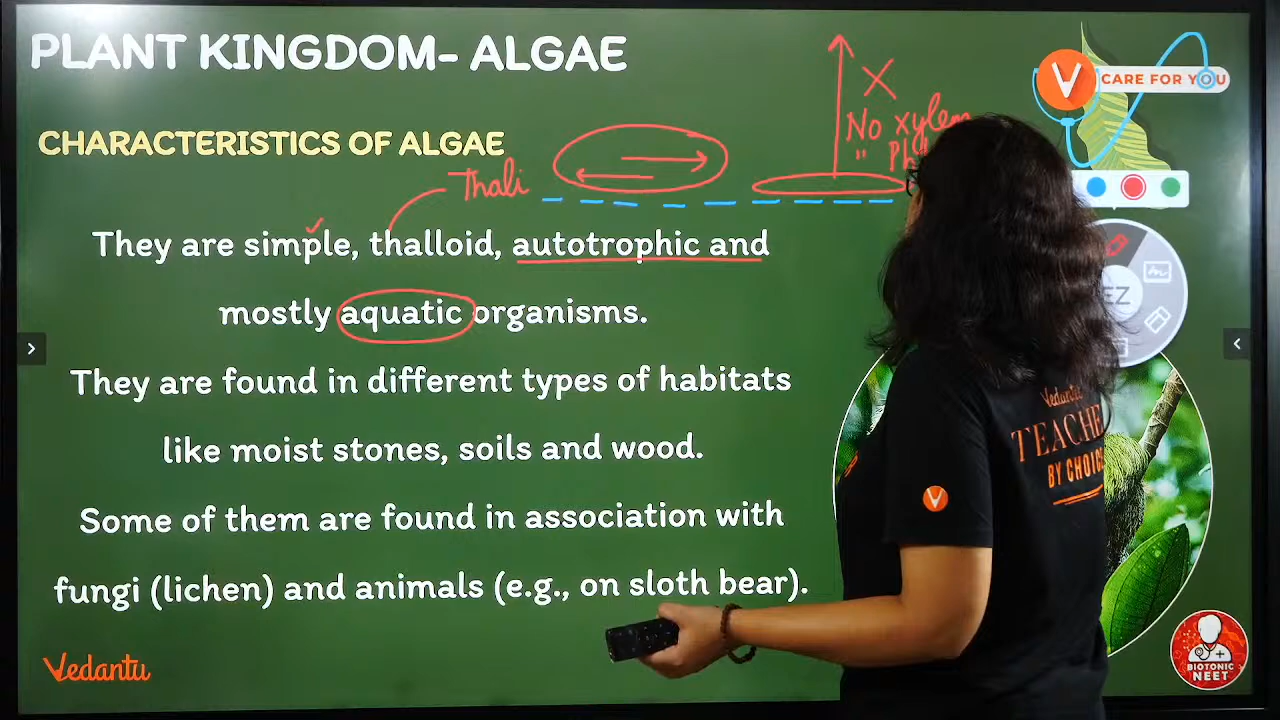 PLANT KINGDOM- ALGAE
CARE FOR YOU
X
No xylem
"
CHARACTERISTICS OF ALGAE
Thali
They are simple, thalloid, autotrophic and
mostly aquatic organisms.
They are found in different types of habitats
like moist stones, soils and wood.
Some of them are found in association with
fungi (lichen) and animals (e.g., on sloth bear).
EZ
Vedantu
TEACHE
BY CHOICE
Vedantu
BIOTONIC
NEET